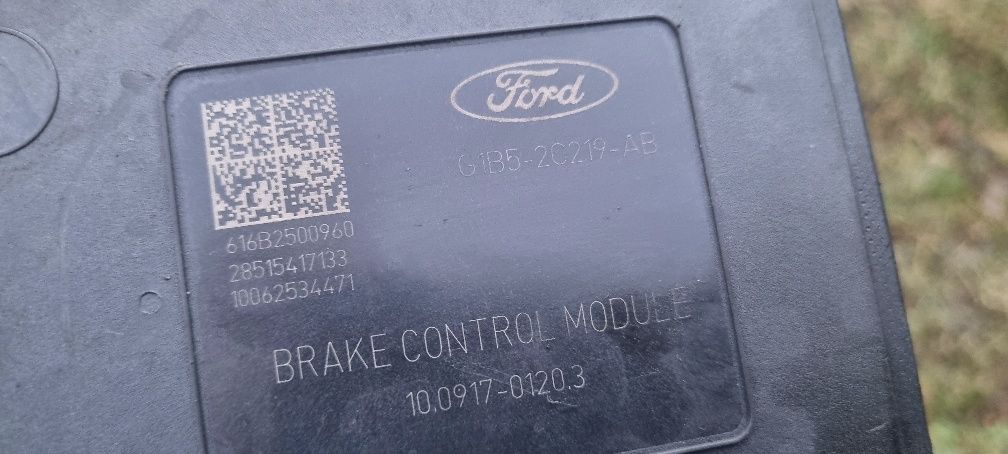 Ford
G1B5-2C219-AB
616B2500960
28515417133
10062534471
BRAKE CONTROL MODULE
10.0917-0120.3